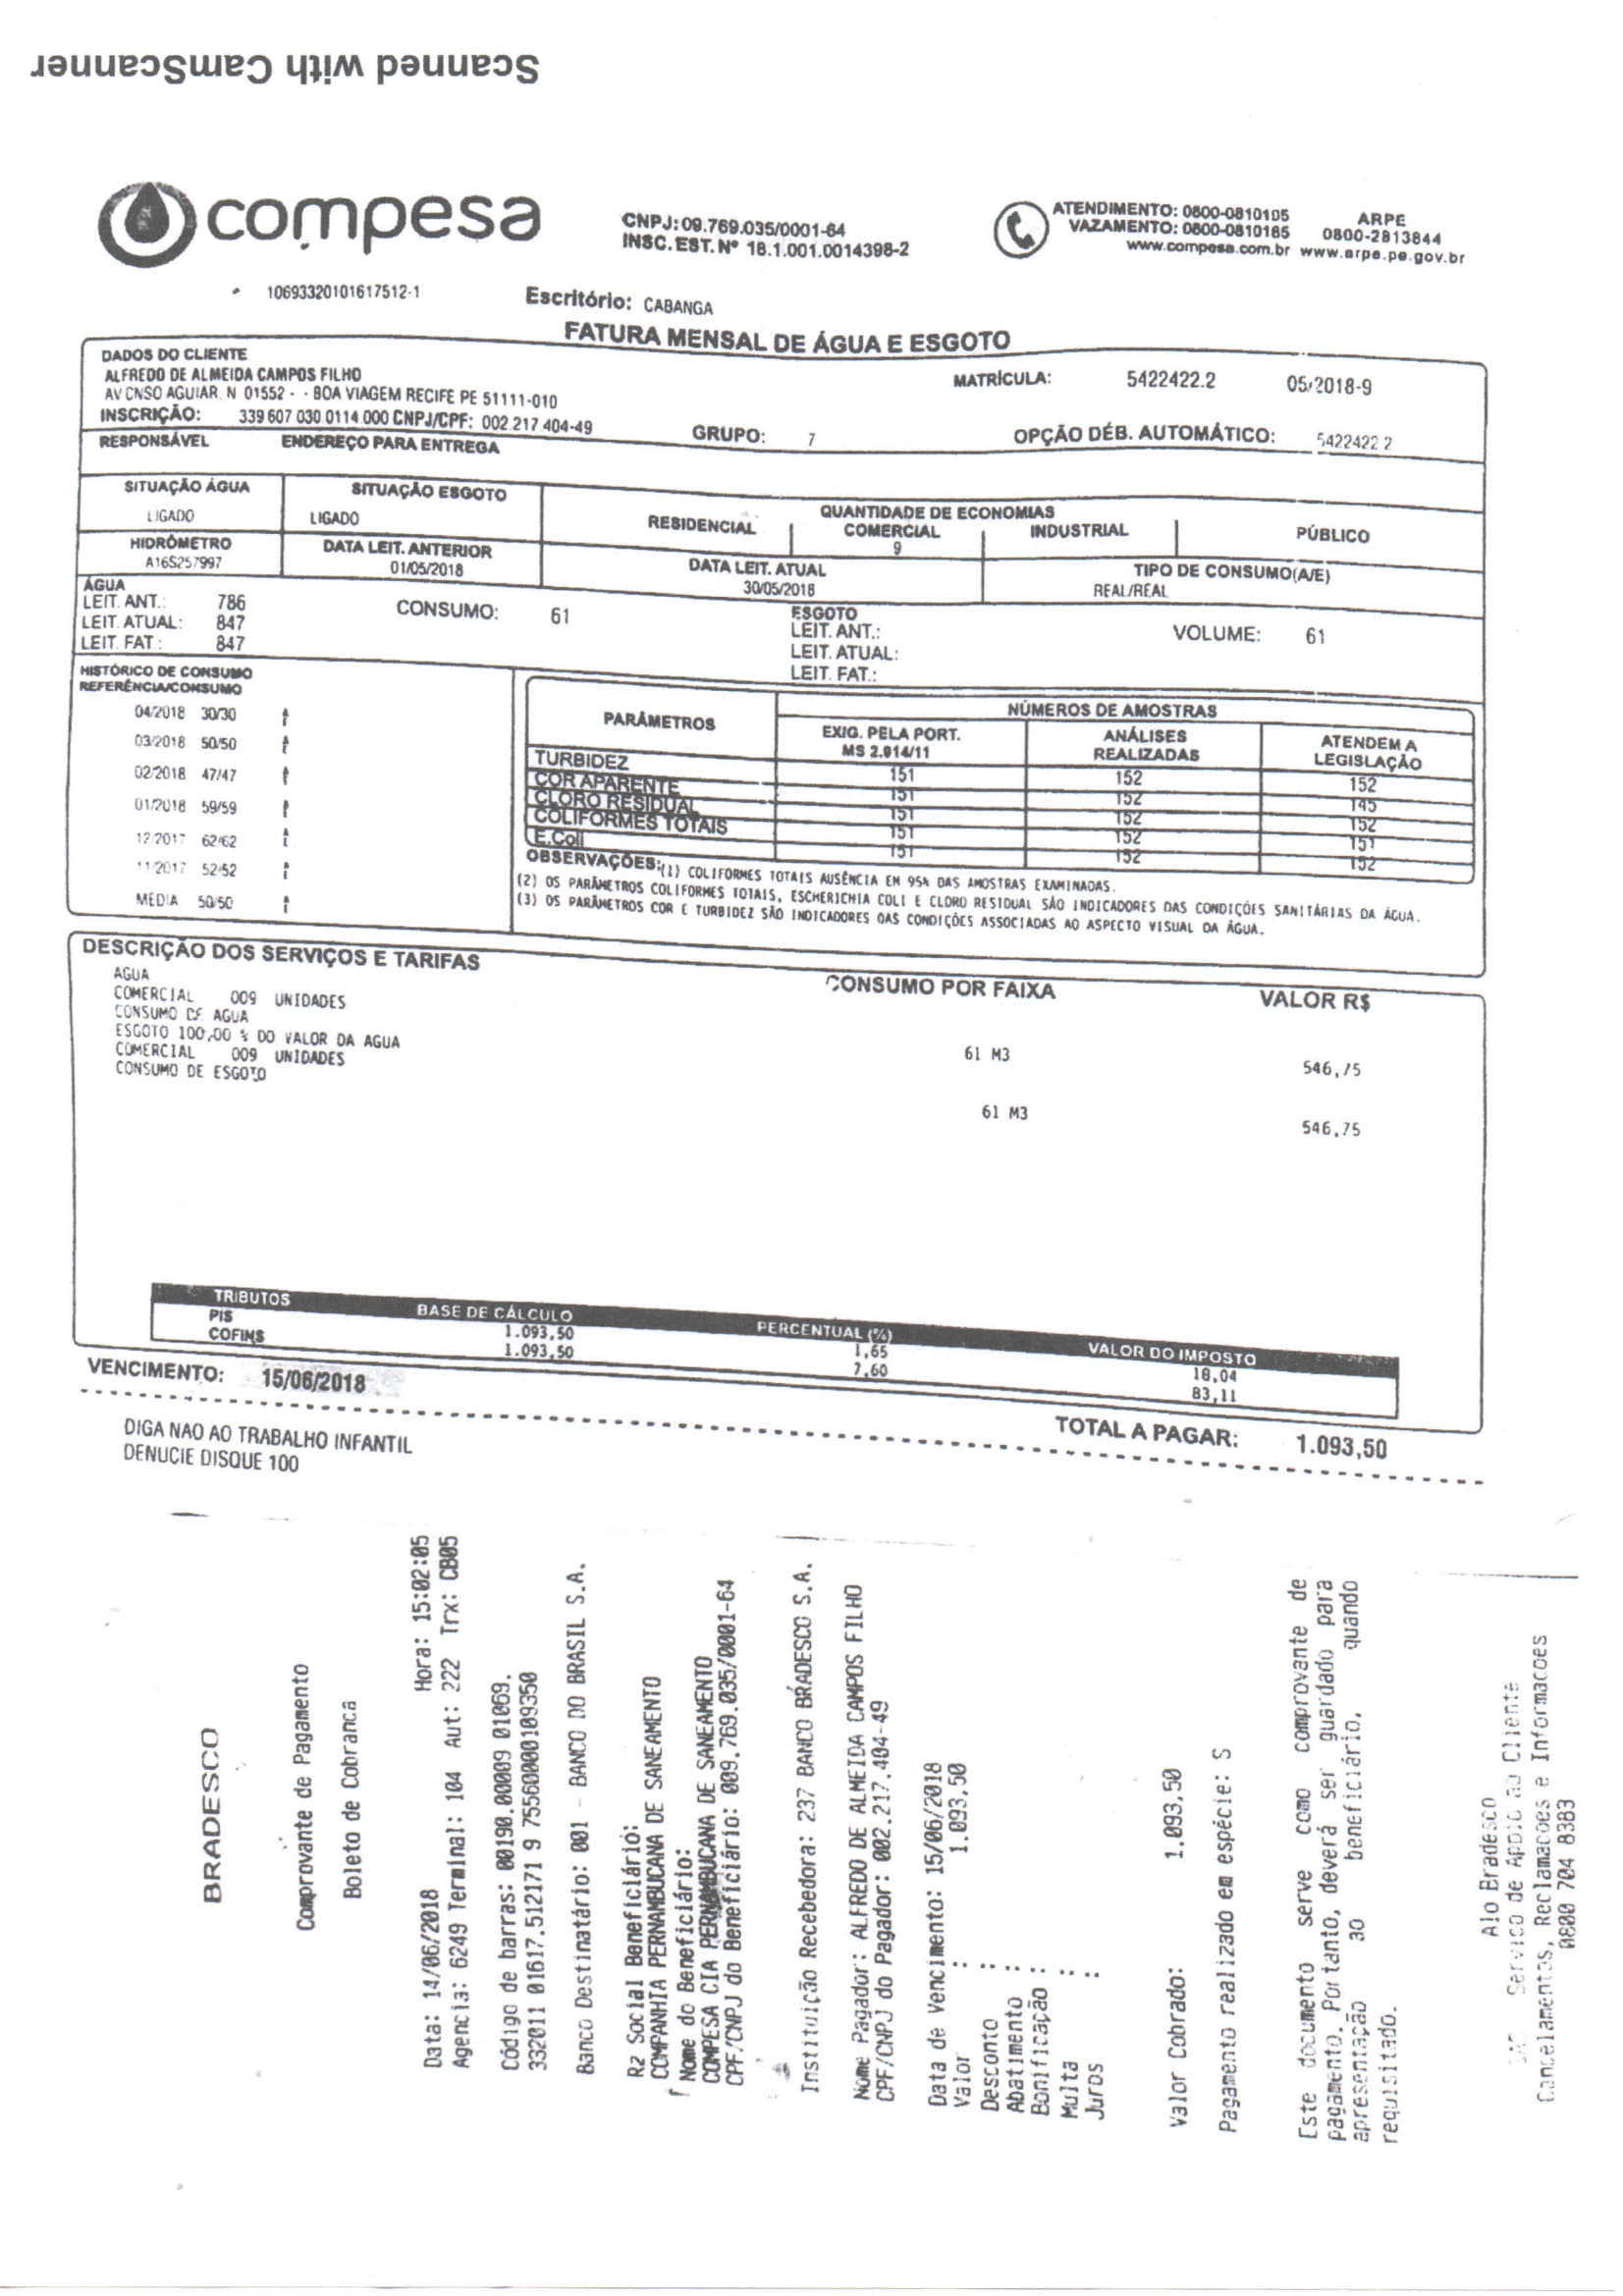 Scanned with CamScanner
compesa
CNPJ: 09.769.035/0001-64
INSC. EST. Nº 18.1.001.0014398-2
ATENDIMENTO: 0800-0810105
VAZAMENTO: 0800-0810185
www.compesa.com.br
ARPE
0800-2813844
www.arpe.pe.gov.br
10693320101617512-1
Escritório: CABANGA
FATURA MENSAL DE ÁGUA E ESGOTO
DADOS DO CLIENTE
ALFREDO DE ALMEIDA CAMPOS FILHO
AV CNSO AGUIAR. N 01552 - - BOA VIAGEM RECIFE PE 51111-010
INSCRIÇÃO: 339 607 030 0114 000 CNPJ/CPF: 002 217 404-49
MATRÍCULA: 5422422.2 05/2018-9
GRUPO: 7
OPÇÃO DÉB. AUTOMÁTICO: 5422422 2
RESPONSÁVEL ENDEREÇO PARA ENTREGA
SITUAÇÃO ÁGUA SITUAÇÃO ESGOTO
LIGADO LIGADO
QUANTIDADE DE ECONOMIAS
RESIDENCIAL COMERCIAL INDUSTRIAL PÚBLICO
9
HIDRÔMETRO DATA LEIT. ANTERIOR DATA LEIT. ATUAL TIPO DE CONSUMO(A/E)
A16S257997 01/05/2018 30/05/2018 REAL/REAL
ÁGUA
LEIT. ANT.: 786
LEIT. ATUAL: 847
LEIT. FAT.: 847
CONSUMO: 61
ESGOTO
LEIT. ANT.:
LEIT. ATUAL:
LEIT. FAT.:
VOLUME: 61
HISTÓRICO DE CONSUMO
REFERÊNCIA/CONSUMO
04/2018 30/30
03/2018 50/50
02/2018 47/47
01/2018 59/59
12/2017 62/62
11/2017 52/52
MEDIA 50/50
PARÂMETROS NÚMEROS DE AMOSTRAS
EXIG. PELA PORT. MS 2.914/11 ANÁLISES REALIZADAS ATENDEM A LEGISLAÇÃO
TURBIDEZ 151 152 152
COR APARENTE 151 152 145
CLORO RESIDUAL 151 152 152
COLIFORMES TOTAIS 151 152 151
E.Coli 151 152 152
OBSERVAÇÕES: (1) COLIFORMES TOTAIS AUSÊNCIA EM 95% DAS AMOSTRAS EXAMINADAS.
(2) OS PARÂMETROS COLIFORMES TOTAIS, ESCHERICHIA COLI E CLORO RESIDUAL SÃO INDICADORES DAS CONDIÇÕES SANITÁRIAS DA ÁGUA.
(3) OS PARÂMETROS COR E TURBIDEZ SÃO INDICADORES DAS CONDIÇÕES ASSOCIADAS AO ASPECTO VISUAL DA ÁGUA.
DESCRIÇÃO DOS SERVIÇOS E TARIFAS CONSUMO POR FAIXA VALOR R$
AGUA
COMERCIAL 009 UNIDADES
CONSUMO DE AGUA 61 M3 546,75
ESGOTO 100,00 % DO VALOR DA AGUA
COMERCIAL 009 UNIDADES
CONSUMO DE ESGOTO 61 M3 546,75
TRIBUTOS BASE DE CÁLCULO PERCENTUAL (%) VALOR DO IMPOSTO
PIS 1.093,50 1,65 18,04
COFINS 1.093,50 7,60 83,11
VENCIMENTO: 15/06/2018
TOTAL A PAGAR: 1.093,50
DIGA NAO AO TRABALHO INFANTIL
DENUCIE DISQUE 100
BRADESCO
Comprovante de Pagamento
Boleto de Cobranca
Data: 14/06/2018 Hora: 15:02:05
Agencia: 6249 Terminal: 104 Aut: 222 Trx: CB05
Código de barras: 00190.00009 01069.
332011 01617.512171 9 75560000109350
Banco Destinatário: 001 - BANCO DO BRASIL S.A.
Rz Social Beneficiário:
COMPANHIA PERNAMBUCANA DE SANEAMENTO
Nome do Beneficiário:
COMPESA CIA PERNAMBUCANA DE SANEAMENTO
CPF/CNPJ do Beneficiário: 009.769.035/0001-64
Instituição Recebedora: 237 BANCO BRADESCO S.A.
Nome Pagador: ALFREDO DE ALMEIDA CAMPOS FILHO
CPF/CNPJ do Pagador: 002.217.404-49
Data de Vencimento: 15/06/2018
Valor : 1.093,50
Desconto :
Abatimento :
Bonificação :
Multa :
Juros :
Valor Cobrado: 1.093,50
Pagamento realizado em espécie: S
Este documento serve como comprovante de
pagamento. Portanto, deverá ser guardado para
apresentação ao beneficiário, quando
requisitado.
Alo Bradesco
Servico de Apoio ao Cliente
Cancelamentos, Reclamacoes e Informacoes
0800 704 8383